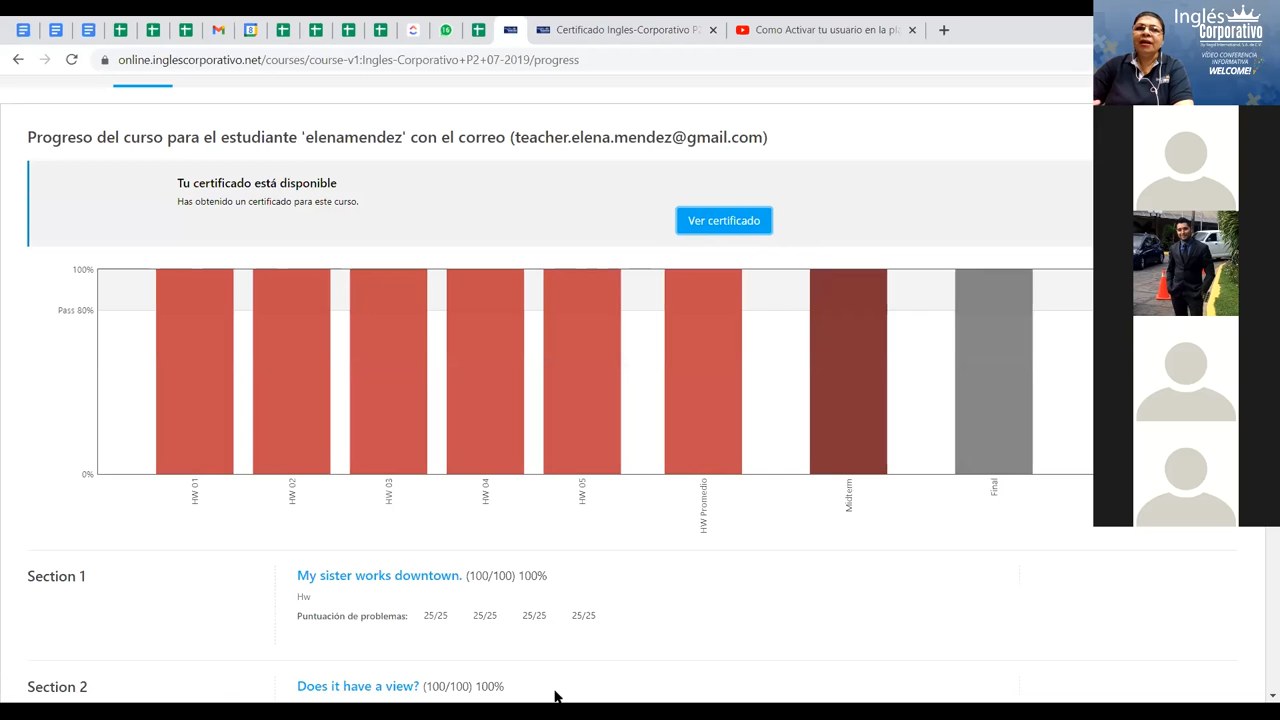 Certificado Ingles-Corporativo P
Como Activar tu usuario en la pl
online.inglescorporativo.net/courses/course-v1:Ingles-Corporativo+P2+07-2019/progress
Inglés
Corporativo
VÍDEO CONFERENCIA
INFORMATIVA
WELCOME!
Progreso del curso para el estudiante 'elenamendez' con el correo (teacher.elena.mendez@gmail.com)
Tu certificado está disponible
Has obtenido un certificado para este curso.
Ver certificado
100%
Pass 80%
0%
HW 01
HW 02
HW 03
HW 04
HW 05
HW Promedio
Midterm
Final
Section 1
My sister works downtown. (100/100) 100%
Hw
Puntuación de problemas: 25/25 25/25 25/25 25/25
Section 2
Does it have a view? (100/100) 100%